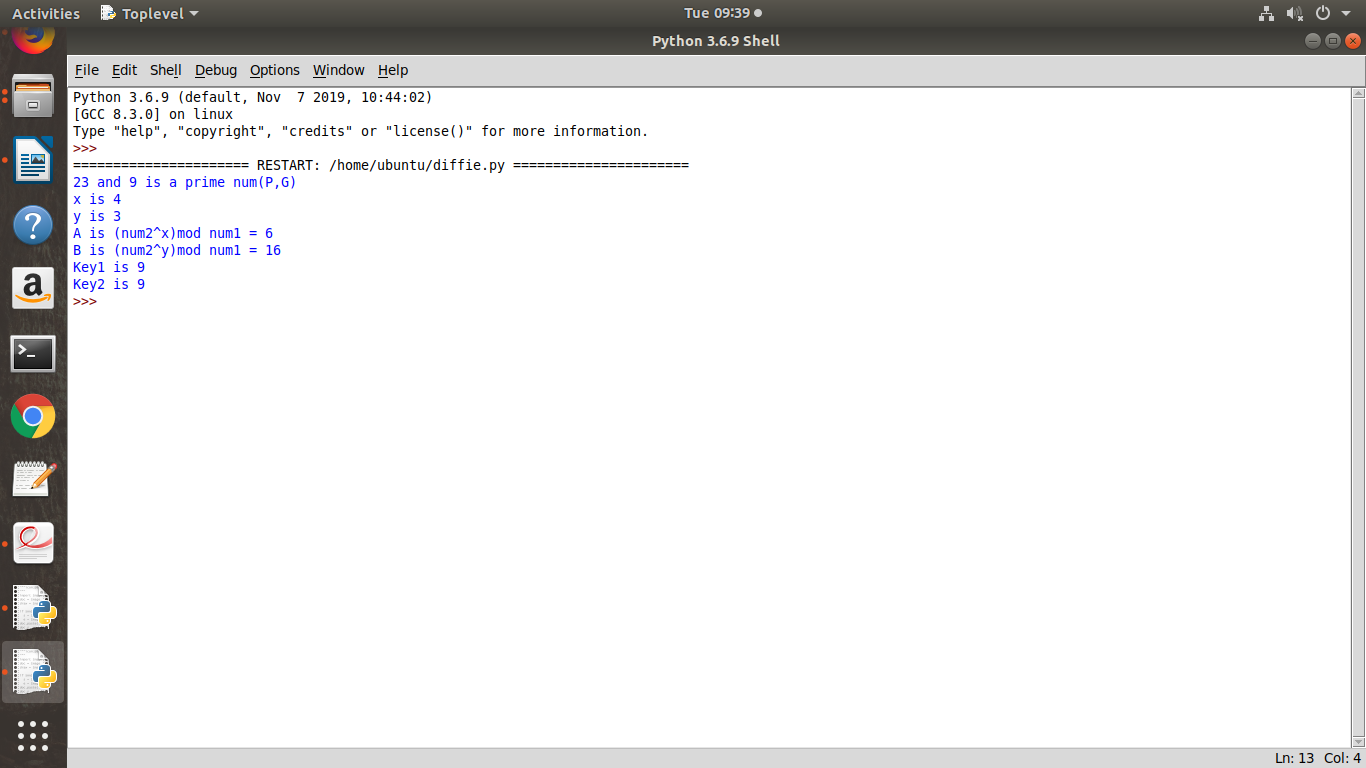 Activities Toplevel Tue 09:39
Python 3.6.9 Shell
File Edit Shell Debug Options Window Help
Python 3.6.9 (default, Nov  7 2019, 10:44:02)
[GCC 8.3.0] on linux
Type "help", "copyright", "credits" or "license()" for more information.
>>>
====================== RESTART: /home/ubuntu/diffie.py ======================
23 and 9 is a prime num(P,G)
x is 4
y is 3
A is (num2^x)mod num1 = 6
B is (num2^y)mod num1 = 16
Key1 is 9
Key2 is 9
>>>
Ln: 13 Col: 4